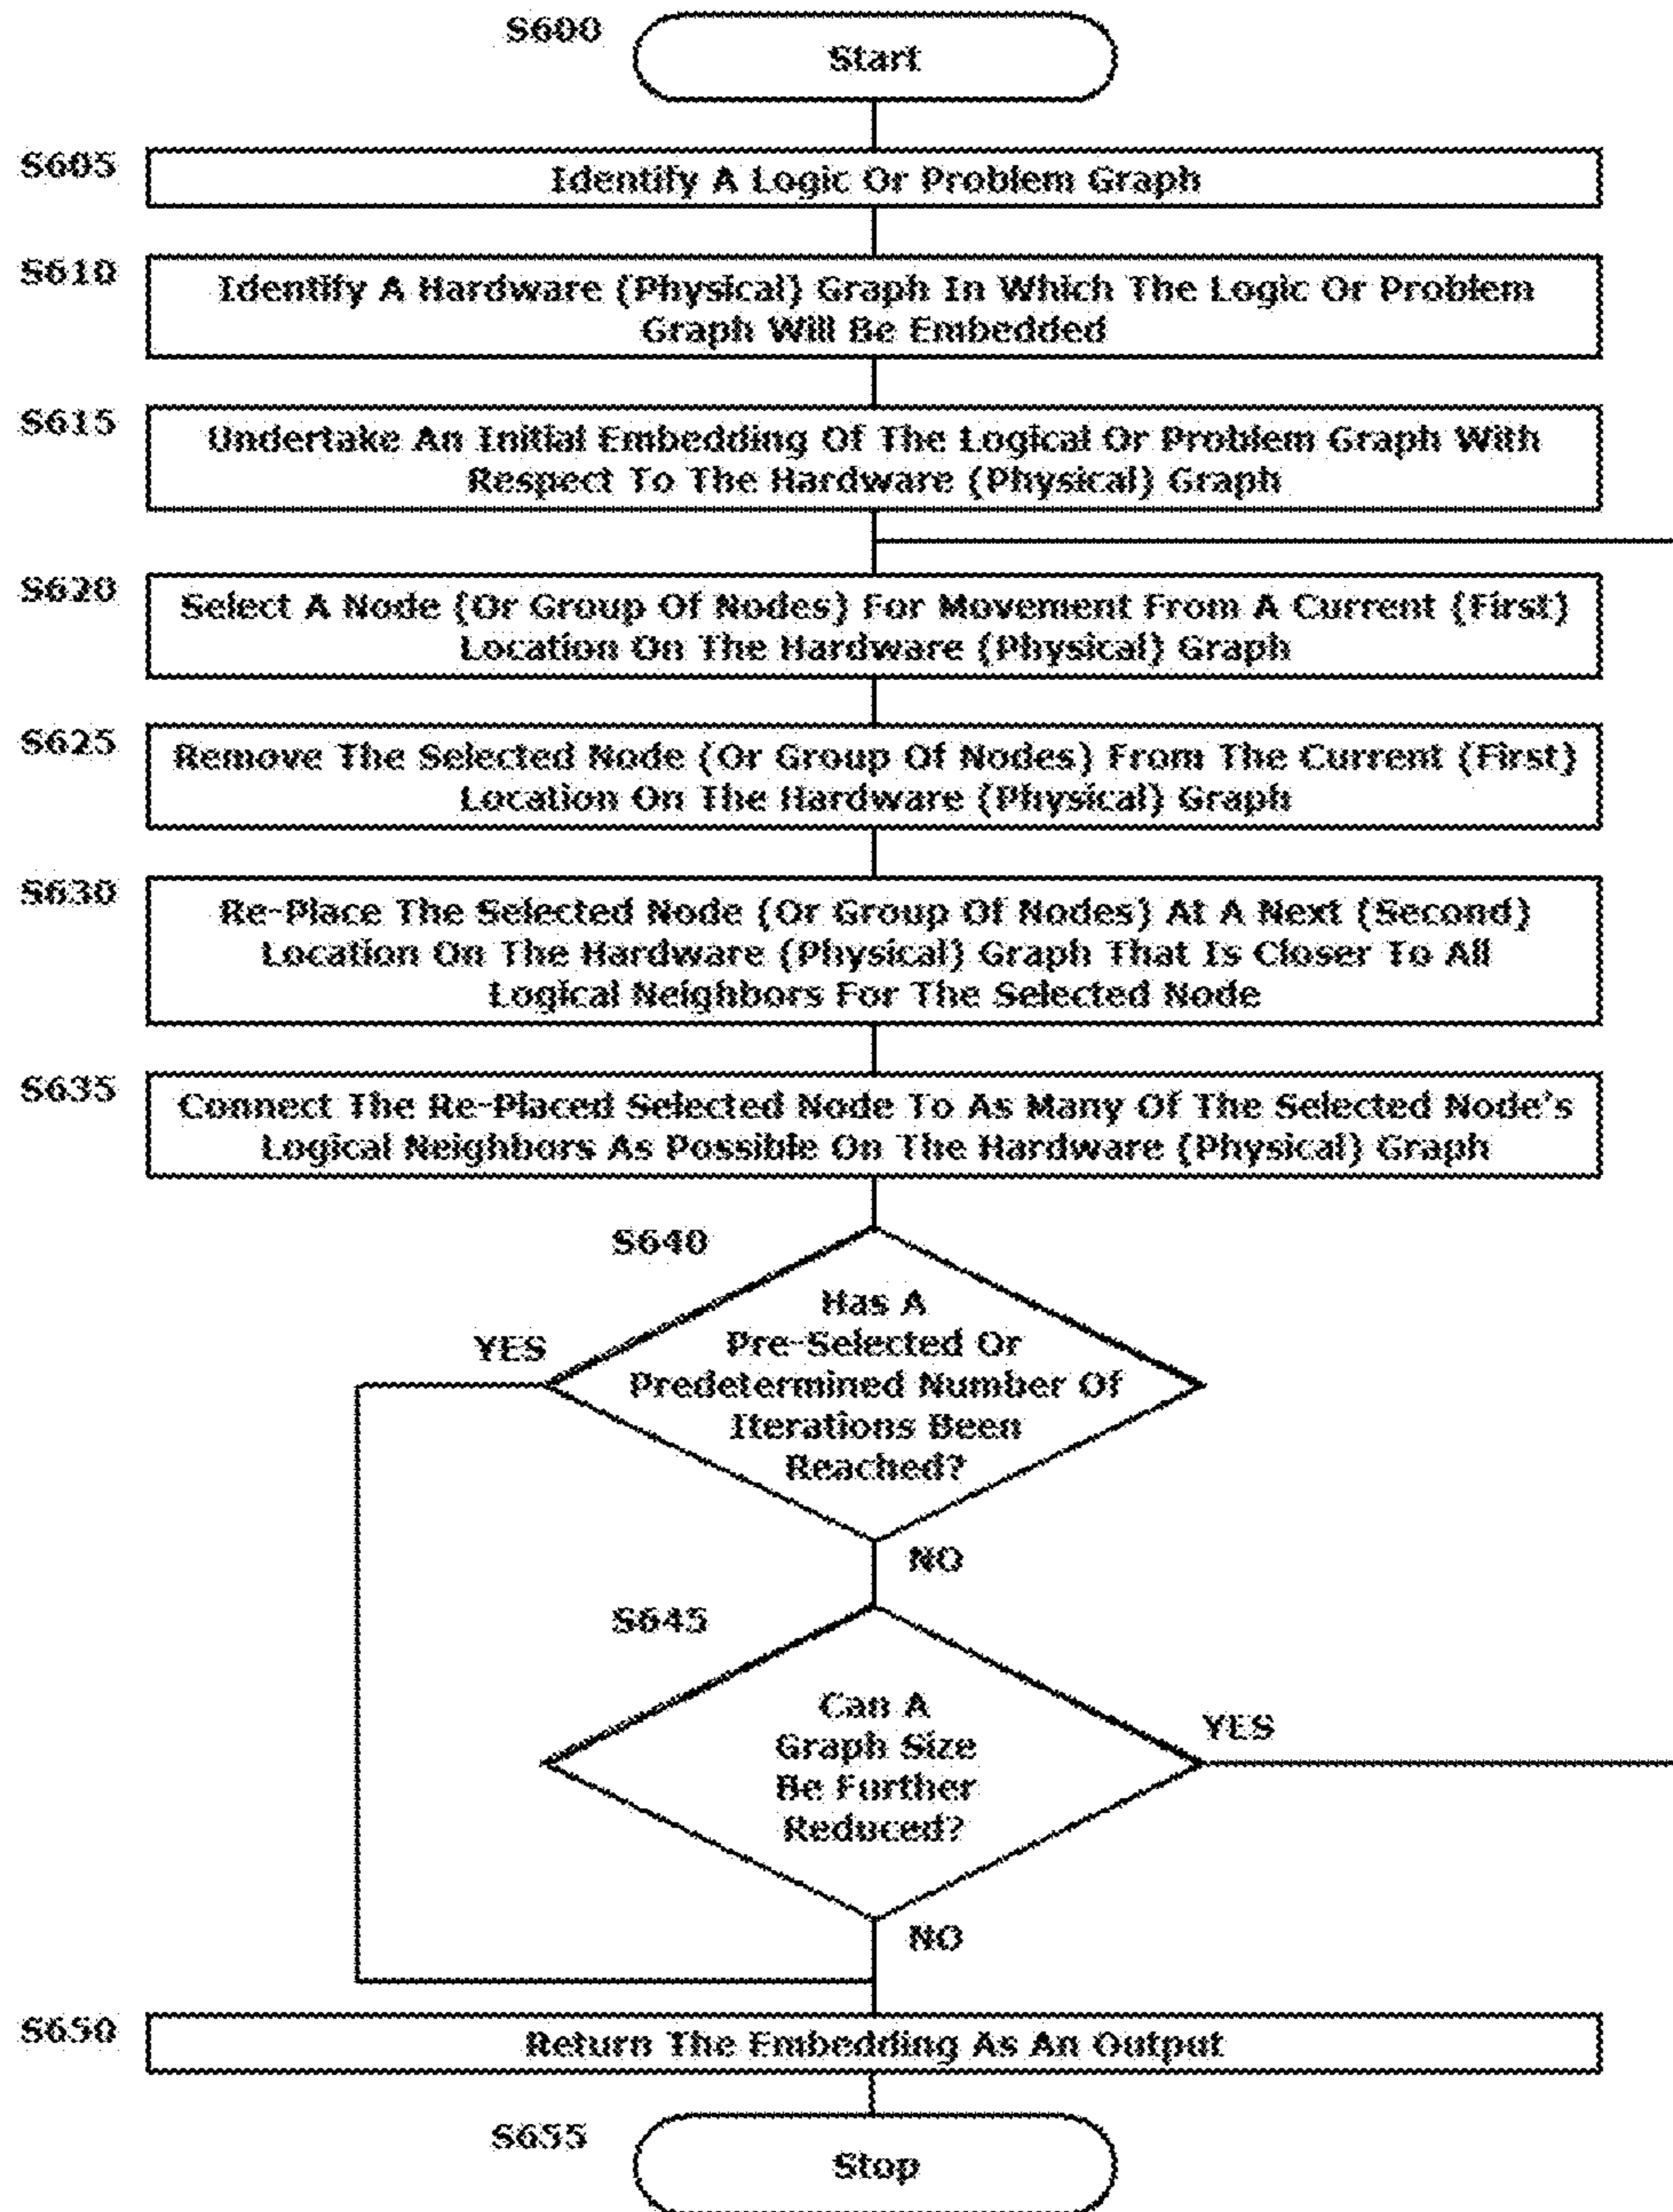 S600
Start
S605
Identify A Logic Or Problem Graph
S610
Identify A Hardware (Physical) Graph In Which The Logic Or Problem
Graph Will Be Embedded
S615
Undertake An Initial Embedding Of The Logical Or Problem Graph With
Respect To The Hardware (Physical) Graph
S620
Select A Node (Or Group Of Nodes) For Movement From A Current (First)
Location On The Hardware (Physical) Graph
S625
Remove The Selected Node (Or Group Of Nodes) From The Current (First)
Location On The Hardware (Physical) Graph
S630
Re-Place The Selected Node (Or Group Of Nodes) At A Next (Second)
Location On The Hardware (Physical) Graph That Is Closer To All
Logical Neighbors For The Selected Node
S635
Connect The Re-Placed Selected Node To As Many Of The Selected Node's
Logical Neighbors As Possible On The Hardware (Physical) Graph
S640
Has A
Pre-Selected Or
Predetermined Number Of
Iterations Been
Reached?
YES
NO
S645
Can A
Graph Size
Be Further
Reduced?
YES
NO
S650
Return The Embedding As An Output
S655
Stop